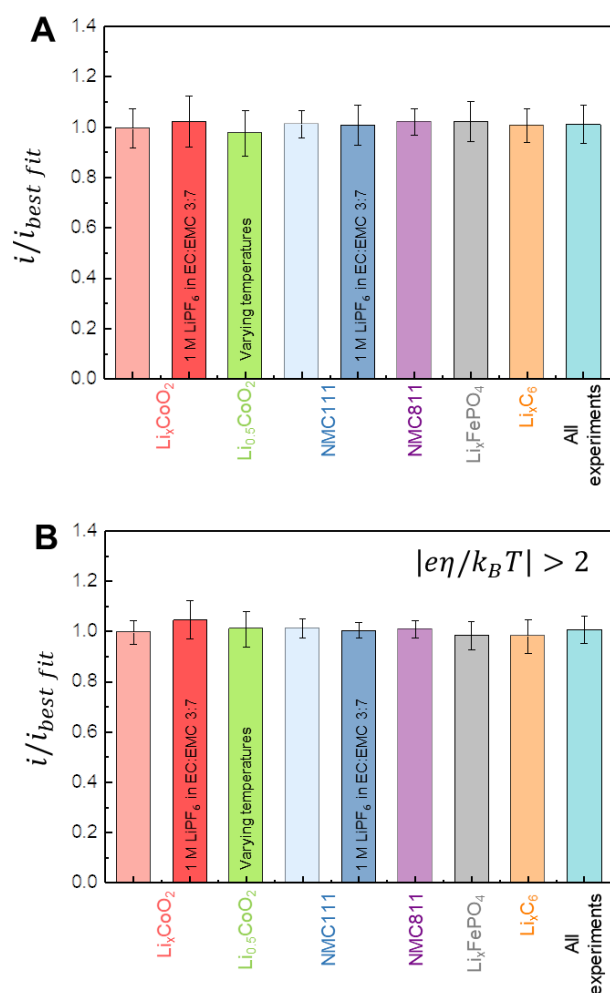 A
1.4
1.2
1.0
0.8
0.6
0.4
0.2
0.0
i/i_best fit
1 M LiPF₆ in EC:EMC 3:7
Varying temperatures
1 M LiPF₆ in EC:EMC 3:7
LiₓCoO₂
Li₀.₅CoO₂
NMC111
NMC811
LiₓFePO₄
LiₓC₆
All
experiments
B
|eη/k_BT| > 2
1.4
1.2
1.0
0.8
0.6
0.4
0.2
0.0
i/i_best fit
1 M LiPF₆ in EC:EMC 3:7
Varying temperatures
1 M LiPF₆ in EC:EMC 3:7
LiₓCoO₂
Li₀.₅CoO₂
NMC111
NMC811
LiₓFePO₄
LiₓC₆
All
experiments